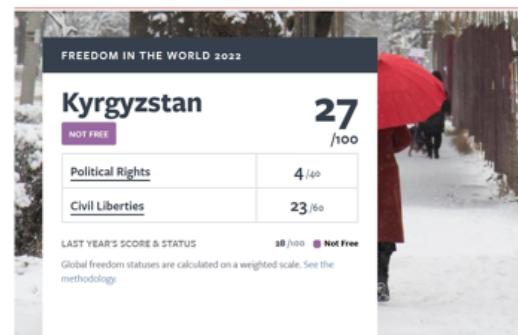 FREEDOM IN THE WORLD 2022
Kyrgyzstan
27
NOT FREE
/100
Political Rights
4 /40
Civil Liberties
23 /60
LAST YEAR'S SCORE & STATUS
28 /100 Not Free
Global freedom statuses are calculated on a weighted scale. See the
methodology.